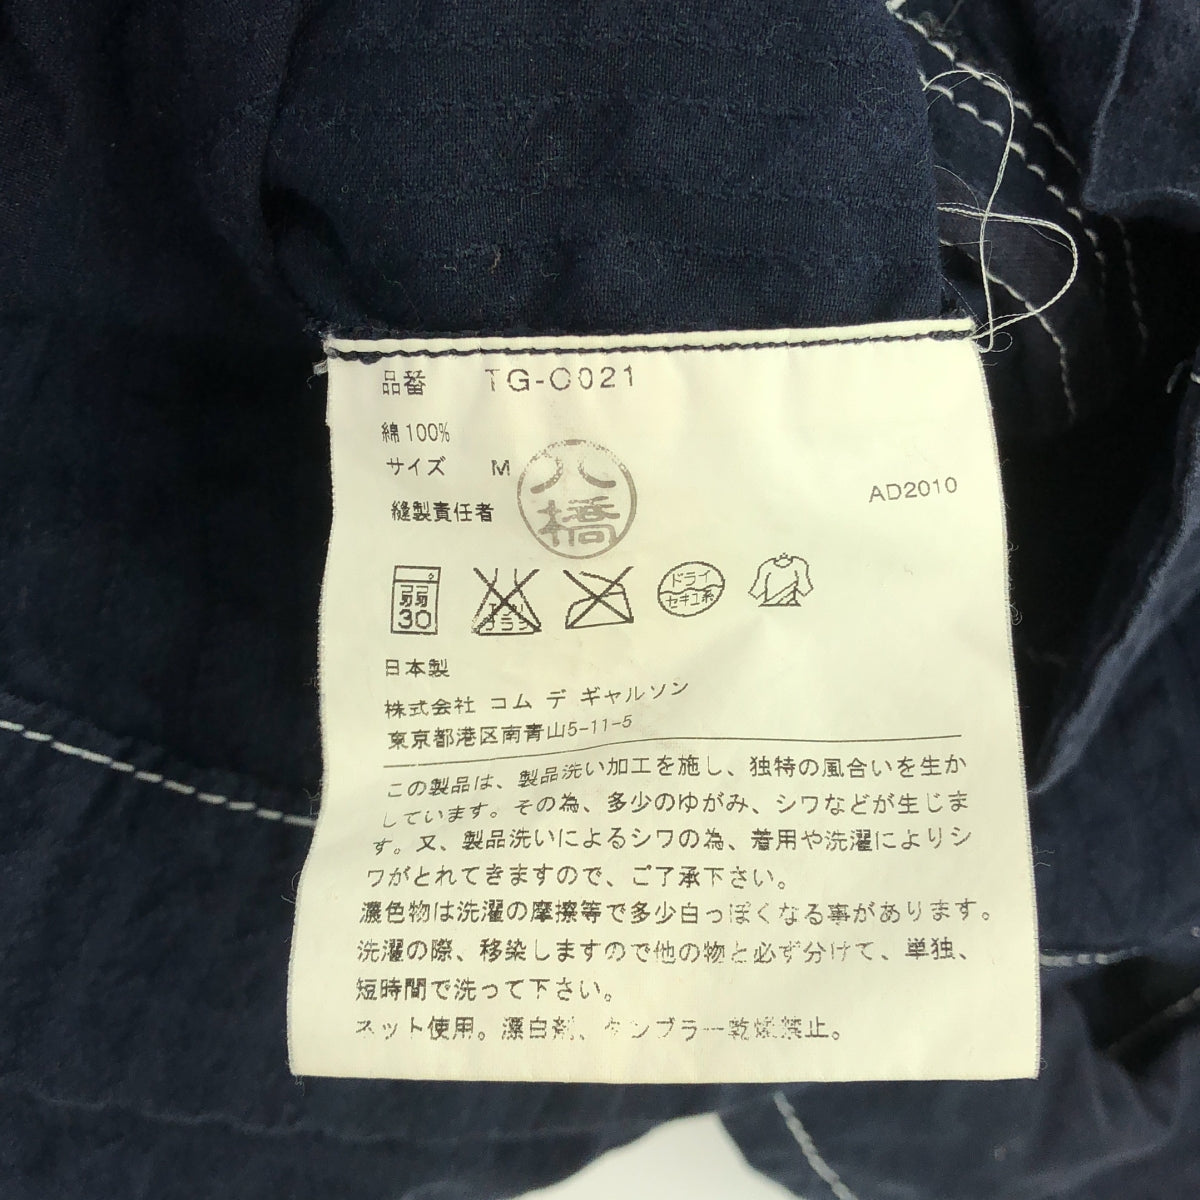 品番 TG-O021
綿100%
サイズ M
八橋
AD2010
縫製責任者
弱
30
ドライ
セキユ系
日本製
株式会社 コム デ ギャルソン
東京都港区南青山5-11-5
この製品は、製品洗い加工を施し、独特の風合いを生か
しています。その為、多少のゆがみ、シワなどが生じま
す。又、製品洗いによるシワの為、着用や洗濯によりシ
ワがとれてきますので、ご了承下さい。
濃色物は洗濯の摩擦等で多少白っぽくなる事があります。
洗濯の際、移染しますので他の物と必ず分けて、単独、
短時間で洗って下さい。
ネット使用。漂白剤、タンブラー乾燥禁止。